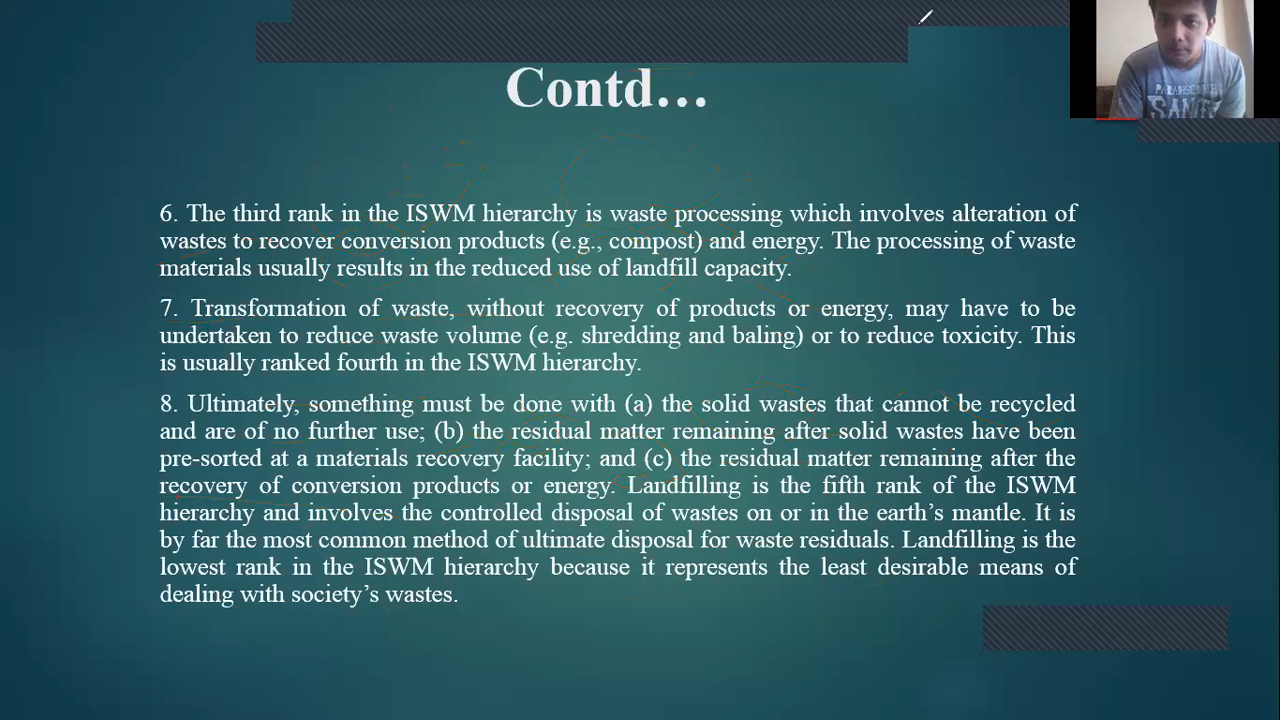 Contd…
6. The third rank in the ISWM hierarchy is waste processing which involves alteration of
wastes to recover conversion products (e.g., compost) and energy. The processing of waste
materials usually results in the reduced use of landfill capacity.
7. Transformation of waste, without recovery of products or energy, may have to be
undertaken to reduce waste volume (e.g. shredding and baling) or to reduce toxicity. This
is usually ranked fourth in the ISWM hierarchy.
8. Ultimately, something must be done with (a) the solid wastes that cannot be recycled
and are of no further use; (b) the residual matter remaining after solid wastes have been
pre-sorted at a materials recovery facility; and (c) the residual matter remaining after the
recovery of conversion products or energy. Landfilling is the fifth rank of the ISWM
hierarchy and involves the controlled disposal of wastes on or in the earth’s mantle. It is
by far the most common method of ultimate disposal for waste residuals. Landfilling is the
lowest rank in the ISWM hierarchy because it represents the least desirable means of
dealing with society’s wastes.